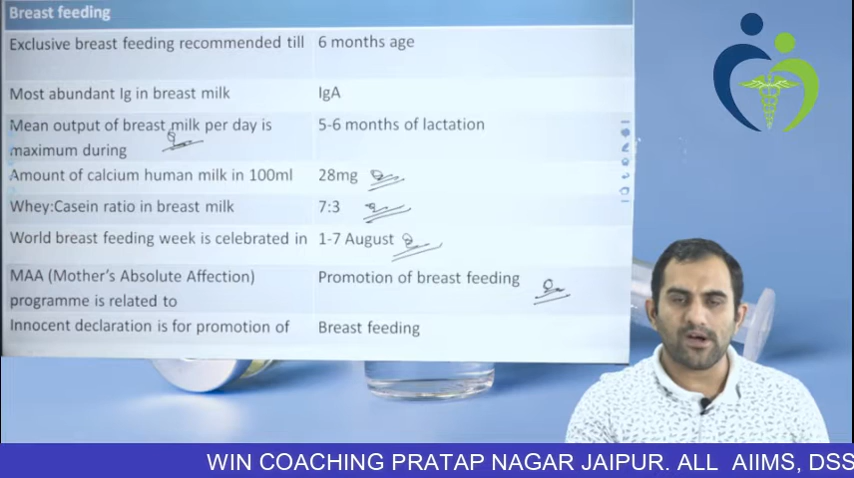 Breast feeding
Exclusive breast feeding recommended till 6 months age
Most abundant Ig in breast milk IgA
Mean output of breast milk per day is 5-6 months of lactation
maximum during
Amount of calcium human milk in 100ml 28mg
Whey:Casein ratio in breast milk 7:3
World breast feeding week is celebrated in 1-7 August
MAA (Mother's Absolute Affection) Promotion of breast feeding
programme is related to
Innocent declaration is for promotion of Breast feeding
WIN COACHING PRATAP NAGAR JAIPUR. ALL AIIMS, DSS